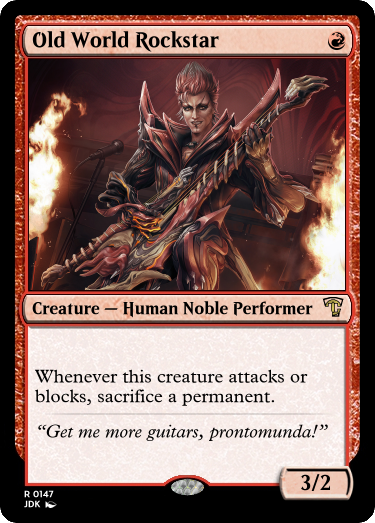 Old World Rockstar
Creature — Human Noble Performer
Whenever this creature attacks or
blocks, sacrifice a permanent.
“Get me more guitars, prontomunda!”
3/2
R 0147
JDK